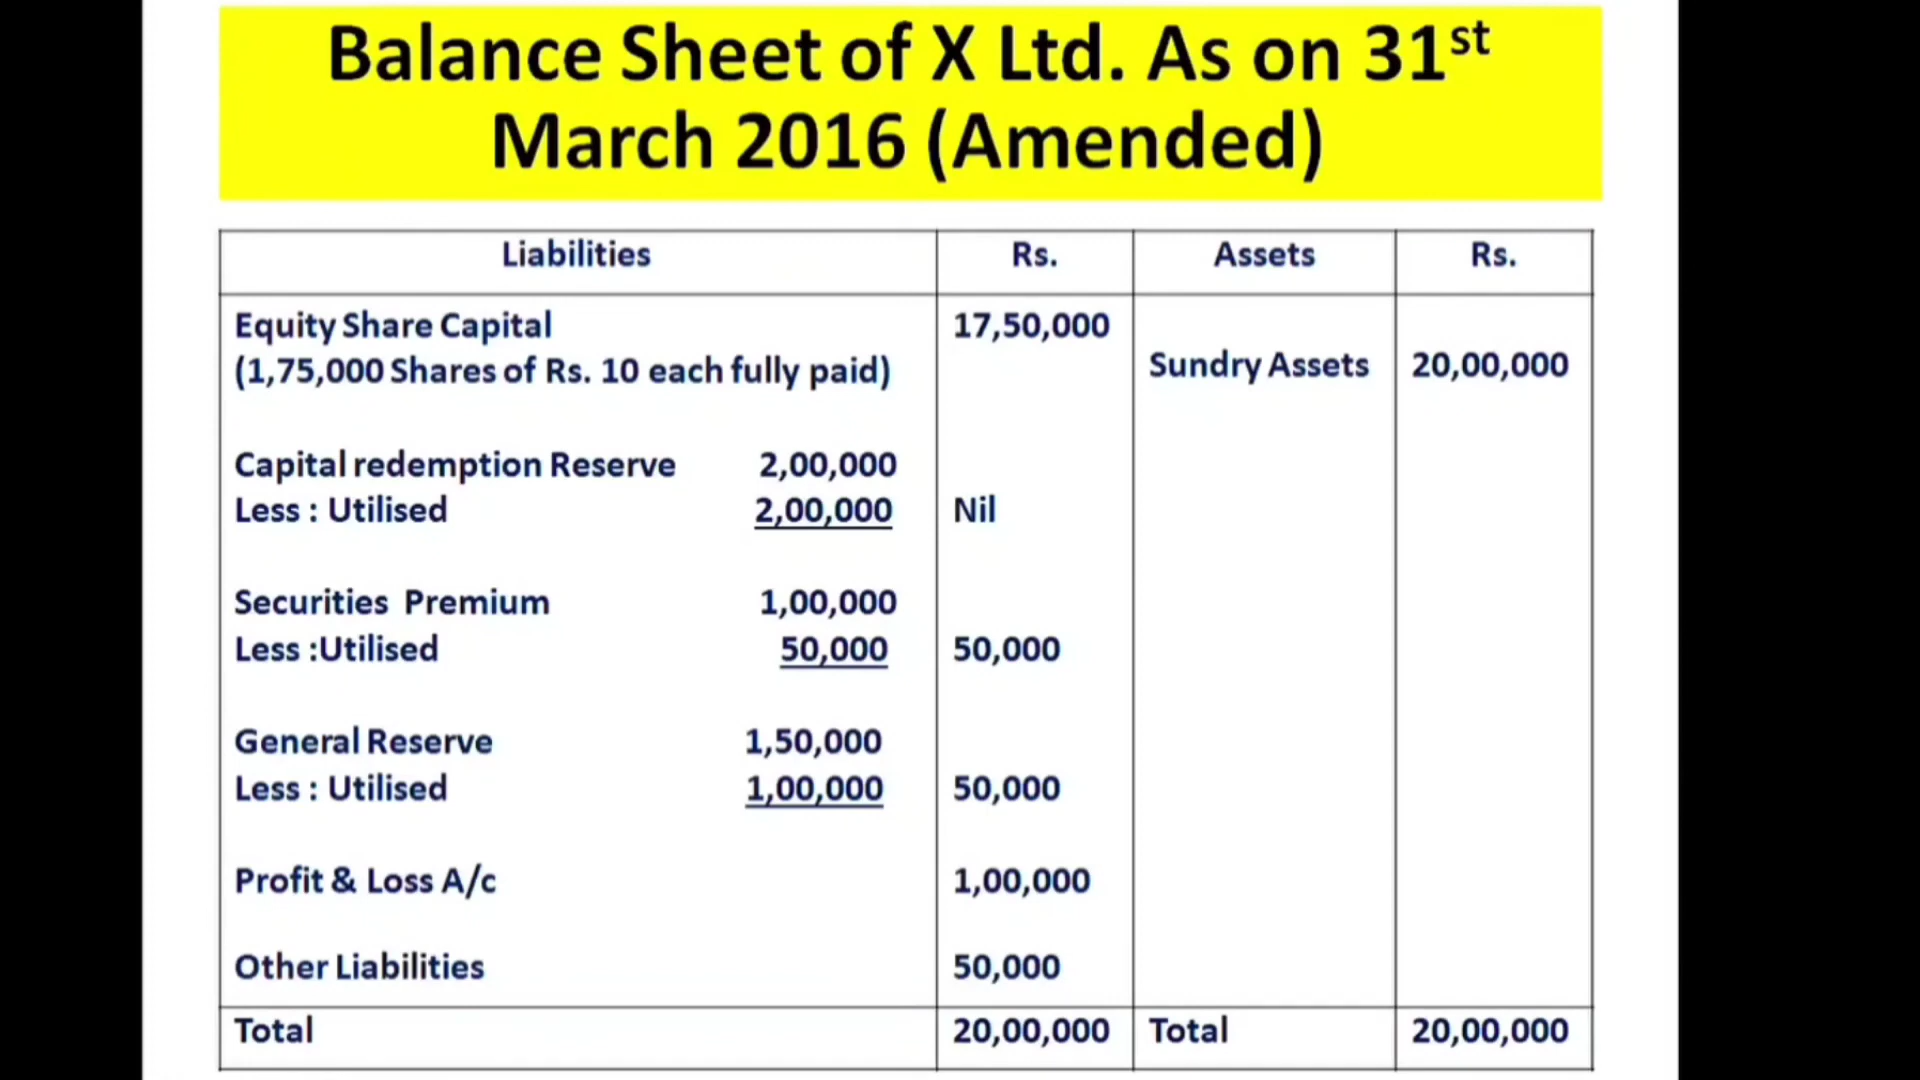 Balance Sheet of X Ltd. As on 31st
March 2016 (Amended)
Liabilities Rs. Assets Rs.
Equity Share Capital 17,50,000
(1,75,000 Shares of Rs. 10 each fully paid) Sundry Assets 20,00,000
Capital redemption Reserve 2,00,000
Less : Utilised 2,00,000 Nil
Securities Premium 1,00,000
Less :Utilised 50,000 50,000
General Reserve 1,50,000
Less : Utilised 1,00,000 50,000
Profit & Loss A/c 1,00,000
Other Liabilities 50,000
Total 20,00,000 Total 20,00,000